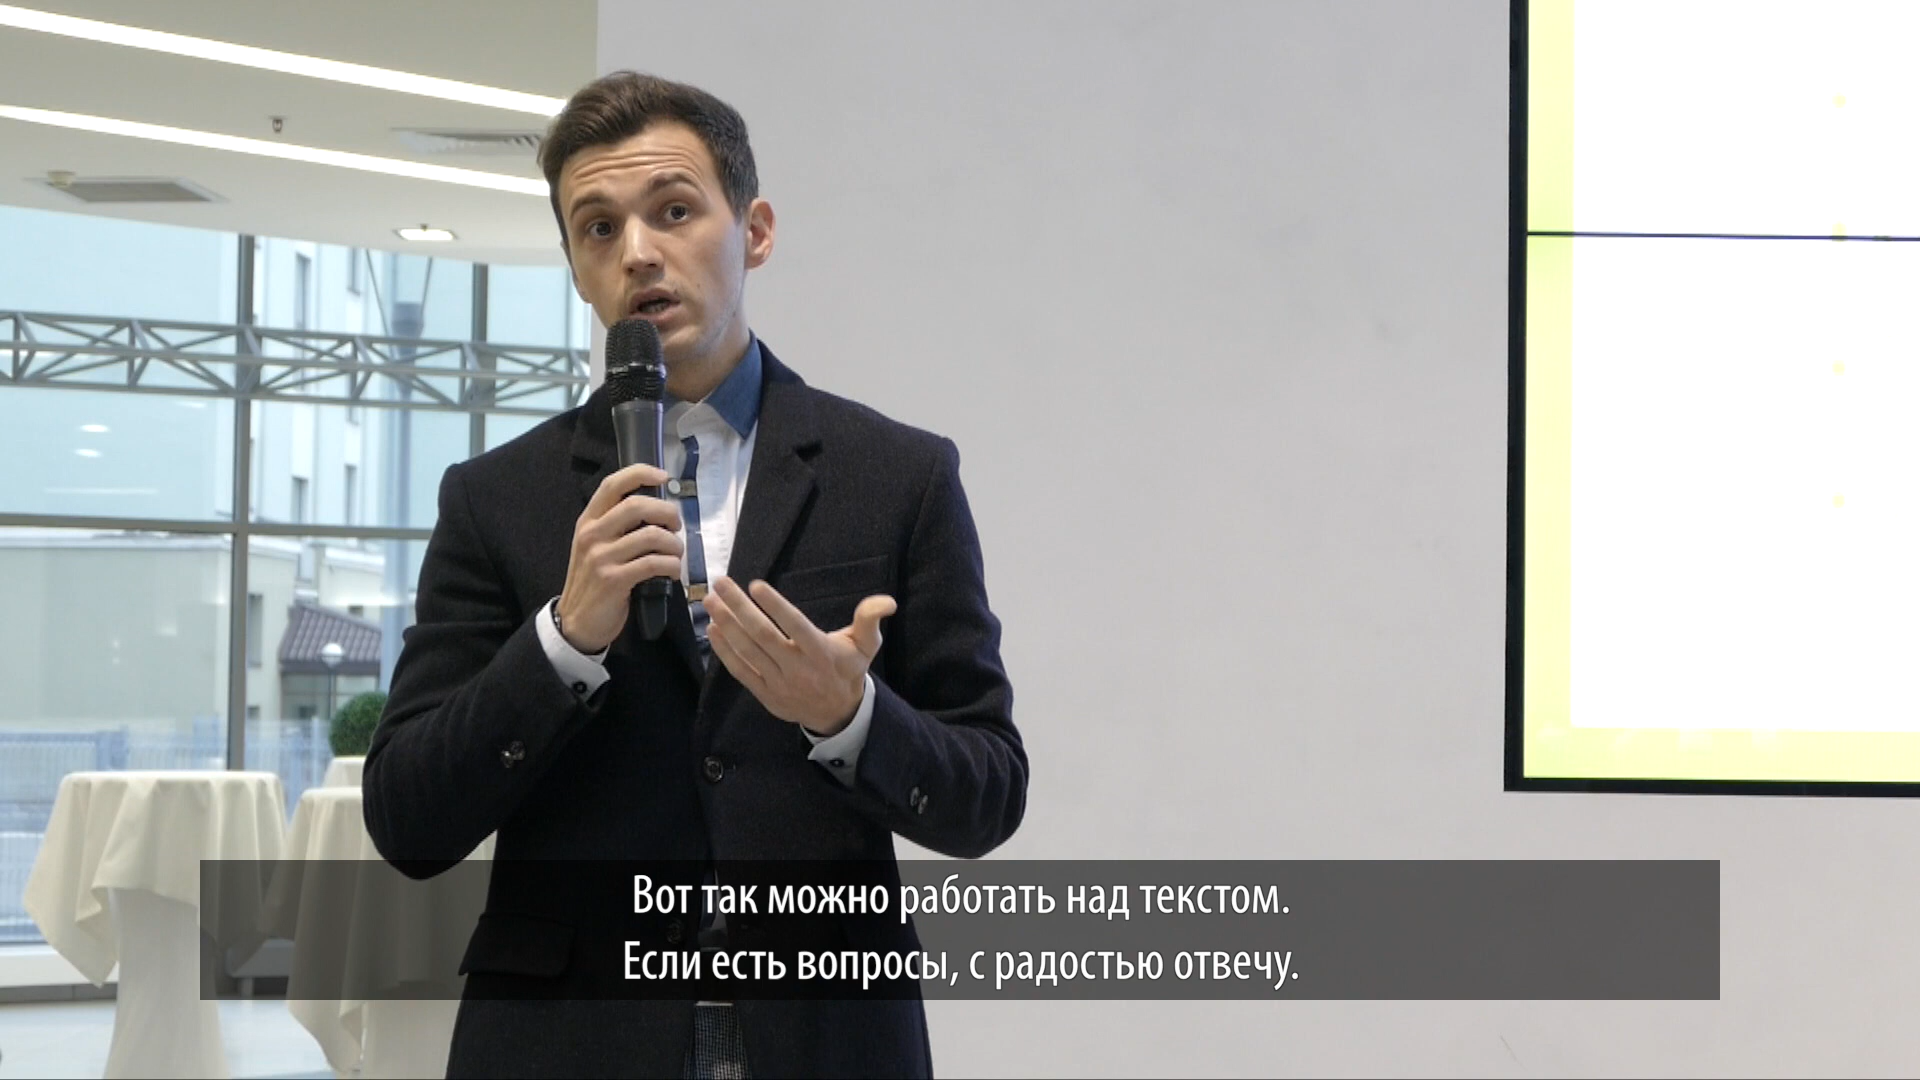 Вот так можно работать над текстом.
Если есть вопросы, с радостью отвечу.